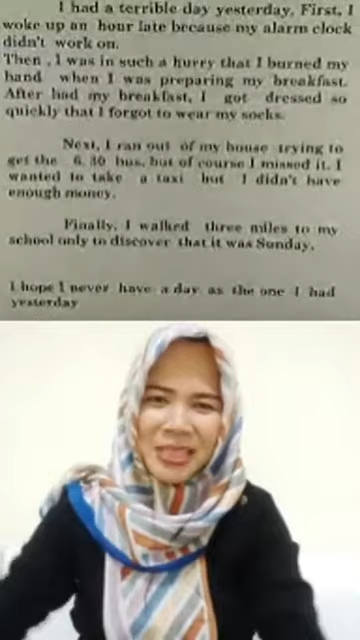 I had a terrible day yesterday. First, I
woke up an hour late because my alarm clock
didn't work on.
Then , I was in such a hurry that I burned my
hand when I was preparing my breakfast.
After had my breakfast, I got dressed so
quickly that I forgot to wear my socks.
Next, I ran out of my house trying to
get the 6. 30 bus, but of course I missed it. I
wanted to take a taxi but I didn't have
enough money.
Finally, I walked three miles to my
school only to discover that it was Sunday.
I hope I never have a day as the one I had
yesterday